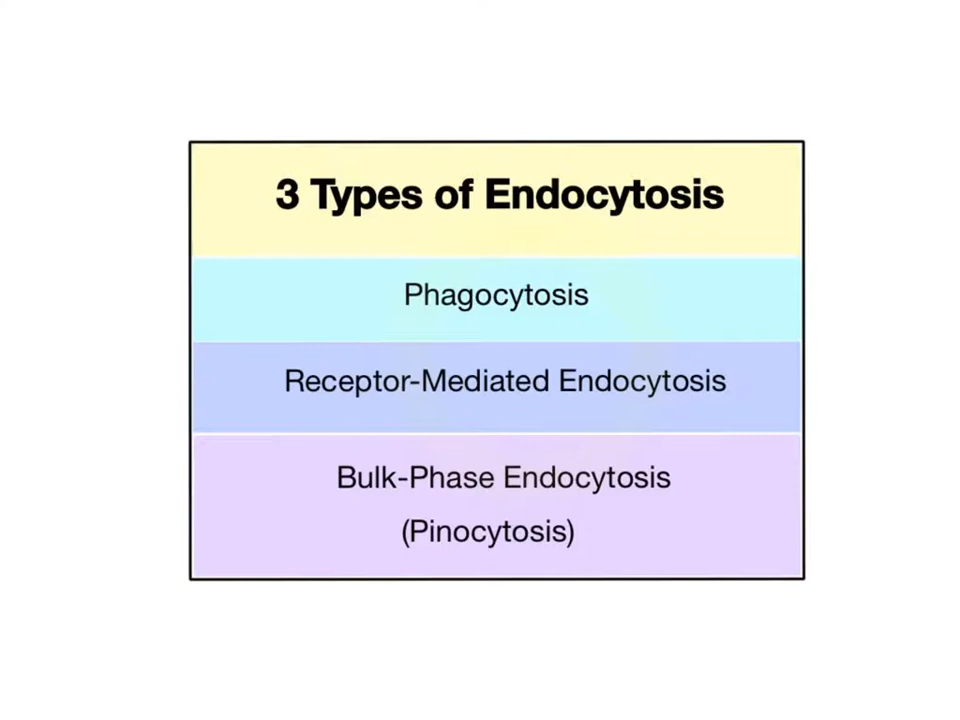 3 Types of Endocytosis
Phagocytosis
Receptor-Mediated Endocytosis
Bulk-Phase Endocytosis
(Pinocytosis)